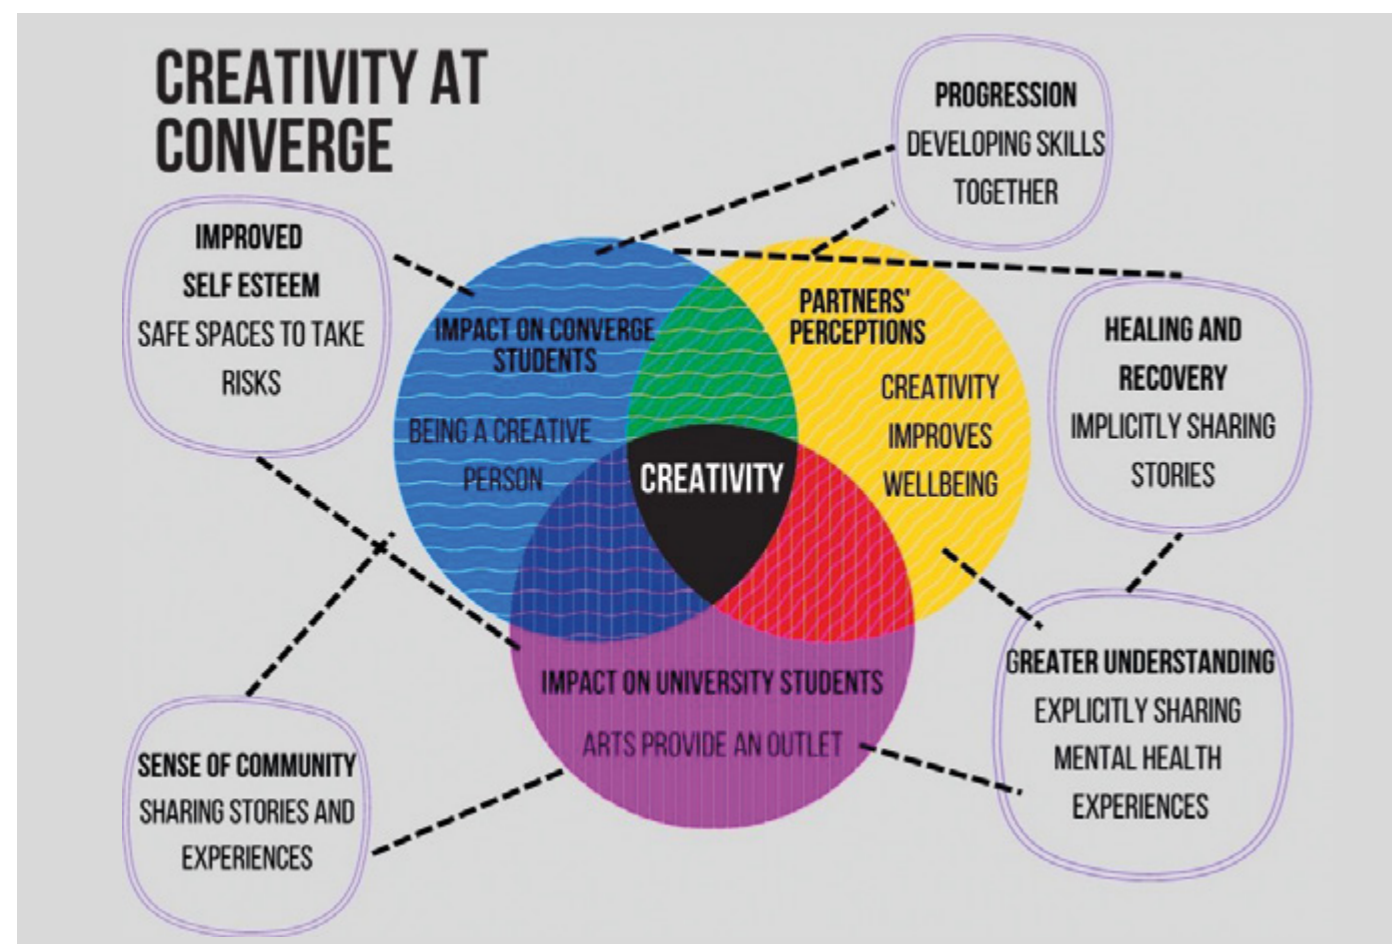 CREATIVITY AT
CONVERGE
PROGRESSION
DEVELOPING SKILLS
TOGETHER
IMPROVED
SELF ESTEEM
SAFE SPACES TO TAKE
RISKS
IMPACT ON CONVERGE
STUDENTS
BEING A CREATIVE
PERSON
PARTNERS'
PERCEPTIONS
CREATIVITY
IMPROVES
WELLBEING
HEALING AND
RECOVERY
IMPLICITLY SHARING
STORIES
CREATIVITY
IMPACT ON UNIVERSITY STUDENTS
ARTS PROVIDE AN OUTLET
GREATER UNDERSTANDING
EXPLICITLY SHARING
MENTAL HEALTH
EXPERIENCES
SENSE OF COMMUNITY
SHARING STORIES AND
EXPERIENCES